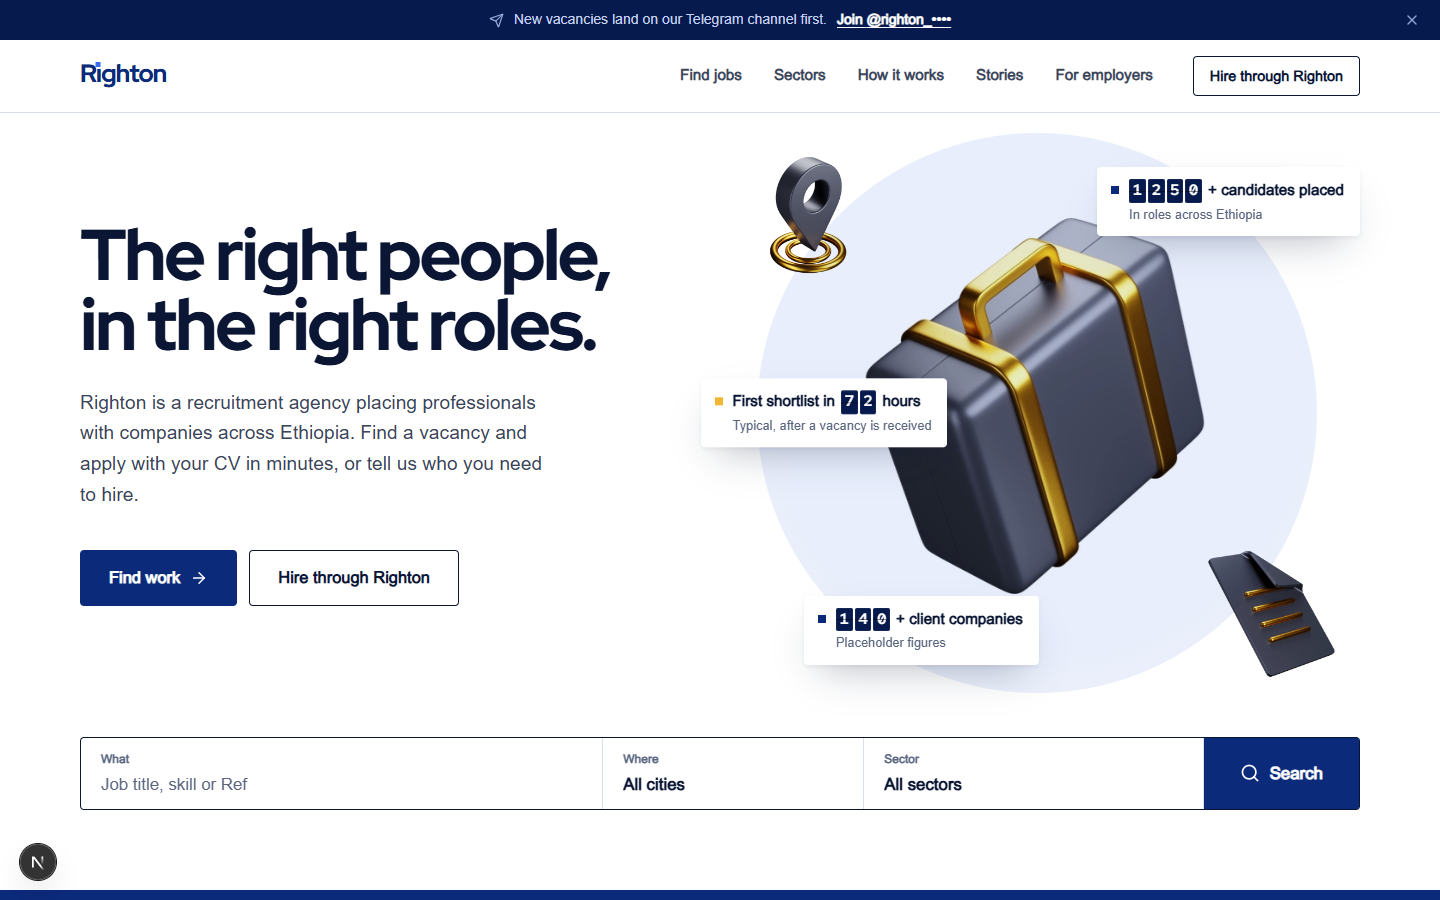 New vacancies land on our Telegram channel first. Join @righton_••••
Righton
Find jobs
Sectors
How it works
Stories
For employers
Hire through Righton
The right people,
in the right roles.
Righton is a recruitment agency placing professionals
with companies across Ethiopia. Find a vacancy and
apply with your CV in minutes, or tell us who you need
to hire.
Find work
Hire through Righton
1250 + candidates placed
In roles across Ethiopia
First shortlist in 72 hours
Typical, after a vacancy is received
140 + client companies
Placeholder figures
What
Job title, skill or Ref
Where
All cities
Sector
All sectors
Search
N